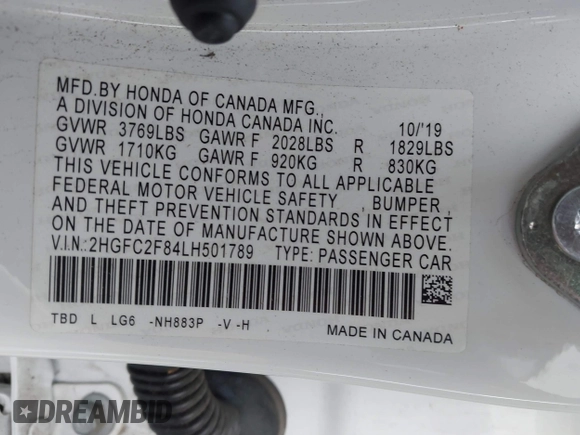 MFD.BY HONDA OF CANADA MFG.,
A DIVISION OF HONDA CANADA INC. 10/'19
GVWR 3769LBS GAWR F 2028LBS R 1829LBS
GVWR 1710KG GAWR F 920KG R 830KG
THIS VEHICLE CONFORMS TO ALL APPLICABLE
FEDERAL MOTOR VEHICLE SAFETY , BUMPER,
AND THEFT PREVENTION STANDARDS IN EFFECT
ON THE DATE OF MANUFACTURE SHOWN ABOVE.
V.I.N.:2HGFC2F84LH501789 TYPE: PASSENGER CAR
TBD L LG6 -NH883P -V -H
MADE IN CANADA
DREAMBID